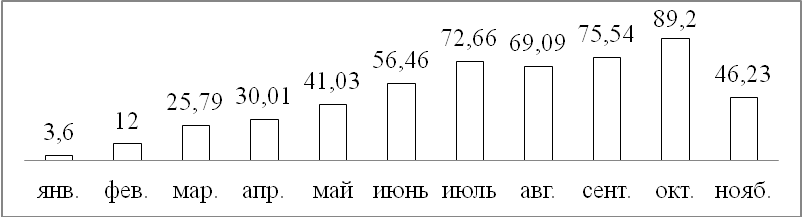 3,6 12 25,79 30,01 41,03 56,46 72,66 69,09 75,54 89,2 46,23
янв. фев. мар. апр. май июнь июль авг. сент. окт. нояб.